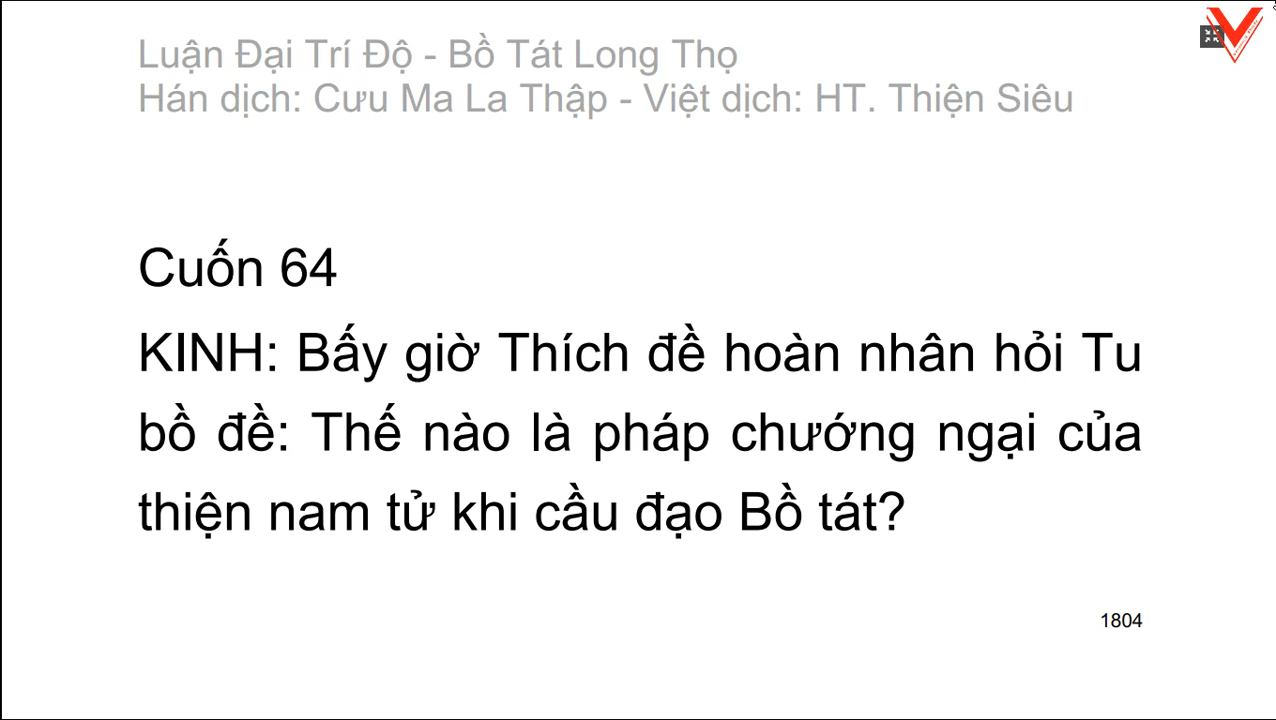 Luận Đại Trí Độ - Bồ Tát Long Thọ
Hán dịch: Cưu Ma La Thập - Việt dịch: HT. Thiện Siêu
Cuốn 64
KINH: Bấy giờ Thích đề hoàn nhân hỏi Tu
bồ đề: Thế nào là pháp chướng ngại của
thiện nam tử khi cầu đạo Bồ tát?
1804